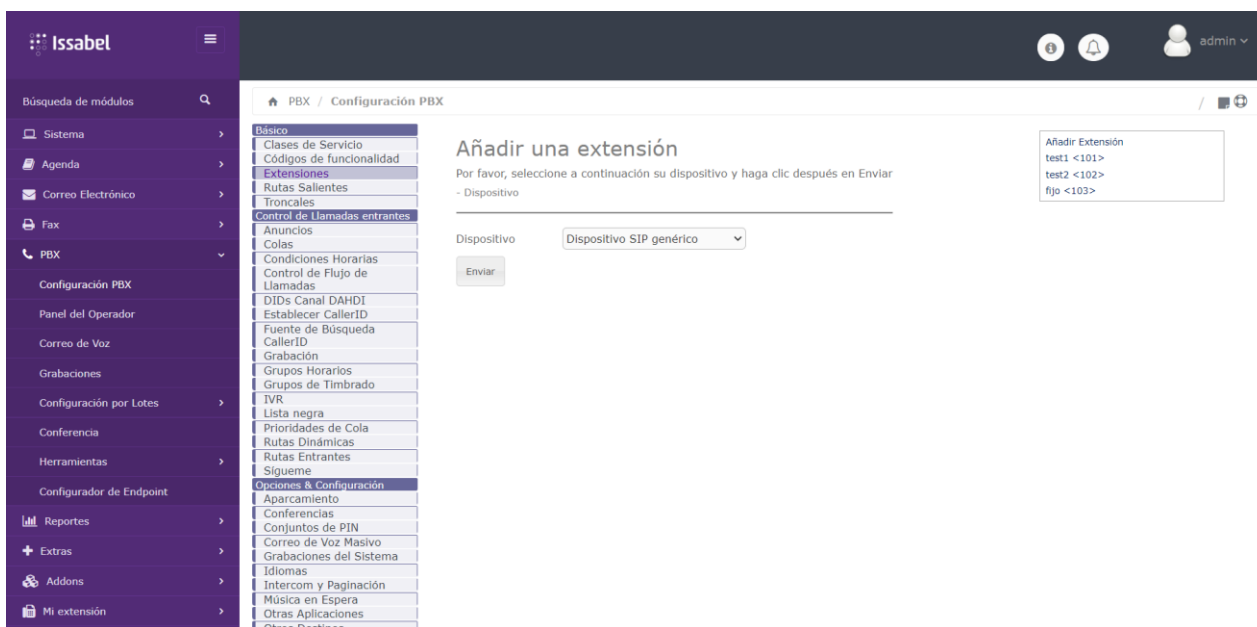 Issabel
admin
Búsqueda de módulos
Sistema
Agenda
Correo Electrónico
Fax
PBX
Configuración PBX
Panel del Operador
Correo de Voz
Grabaciones
Configuración por Lotes
Conferencia
Herramientas
Configurador de Endpoint
Reportes
Extras
Addons
Mi extensión
PBX / Configuración PBX
/
Básico
Clases de Servicio
Códigos de funcionalidad
Extensiones
Rutas Salientes
Troncales
Control de Llamadas entrantes
Anuncios
Colas
Condiciones Horarias
Control de Flujo de
Llamadas
DIDs Canal DAHDI
Establecer CallerID
Fuente de Búsqueda
CallerID
Grabación
Grupos Horarios
Grupos de Timbrado
IVR
Lista negra
Prioridades de Cola
Rutas Dinámicas
Rutas Entrantes
Sígueme
Opciones & Configuración
Aparcamiento
Conferencias
Conjuntos de PIN
Correo de Voz Masivo
Grabaciones del Sistema
Idiomas
Intercom y Paginación
Música en Espera
Otras Aplicaciones
Otros Destinos
Añadir una extensión
Por favor, seleccione a continuación su dispositivo y haga clic después en Enviar
- Dispositivo
Dispositivo Dispositivo SIP genérico
Enviar
Añadir Extensión
test1 <101>
test2 <102>
fijo <103>